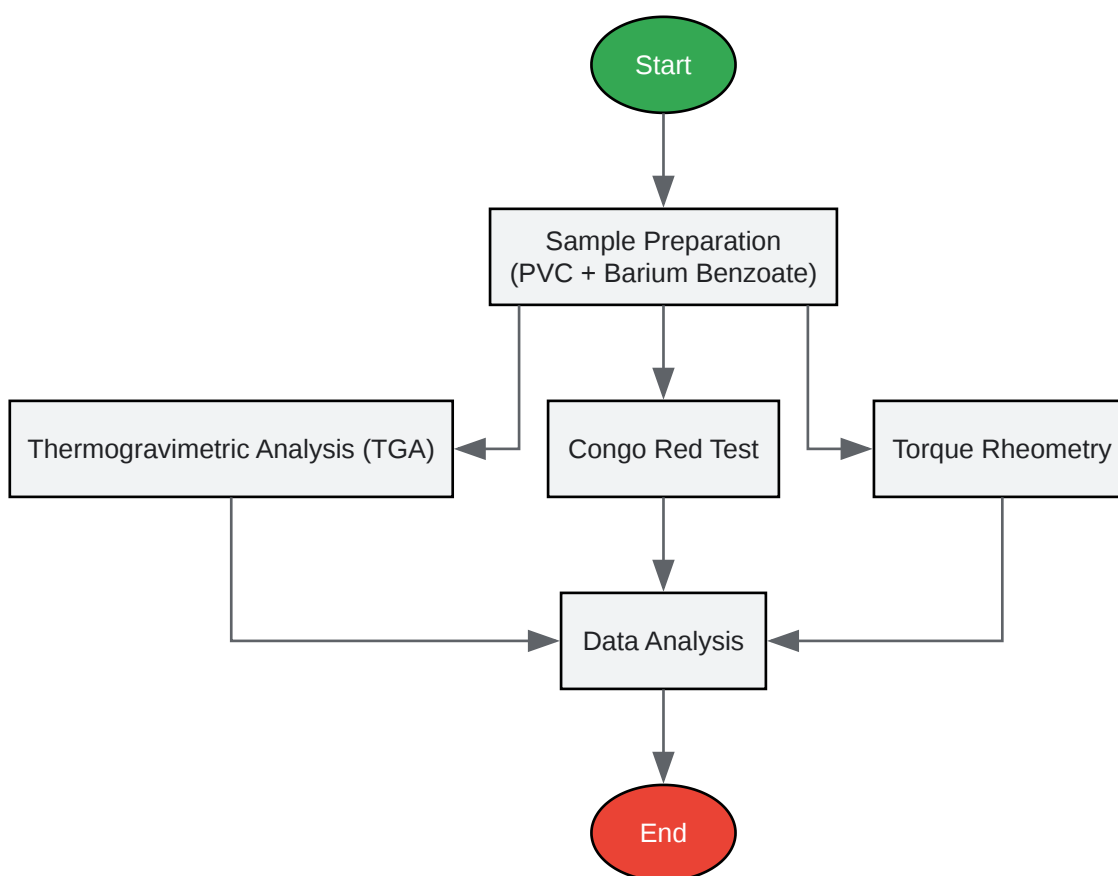 Start
Sample Preparation
(PVC + Barium Benzoate)
Thermogravimetric Analysis (TGA)
Congo Red Test
Torque Rheometry
Data Analysis
End